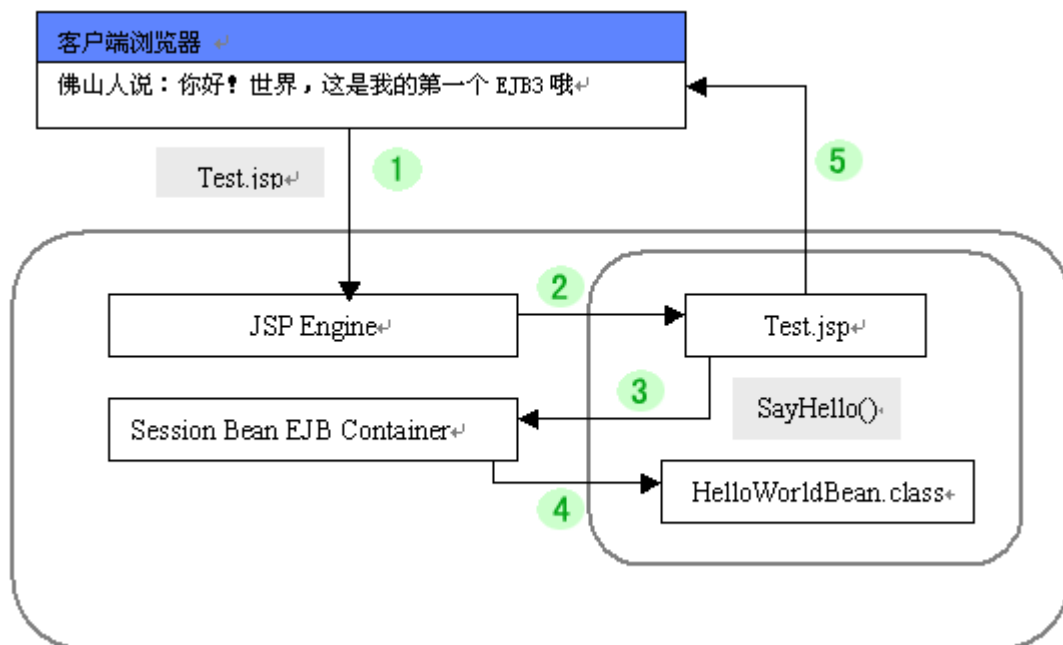 客户端浏览器
佛山人说：你好！世界，这是我的第一个 EJB3 哦
Test.jsp
1
5
2
JSP Engine
Test.jsp
3
SayHello()
Session Bean EJB Container
4
HelloWorldBean.class